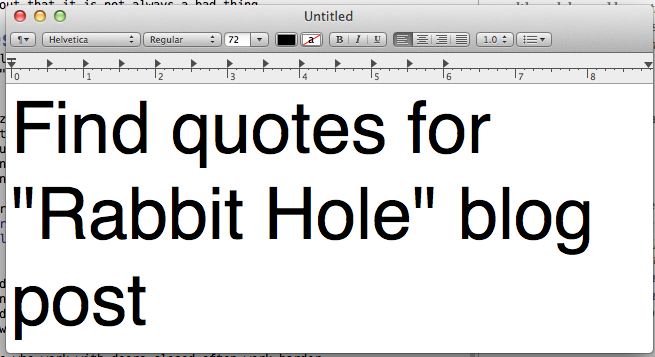 out that it is not always a bad thing
Untitled
¶ Helvetica Regular 72 a B I U 1.0
0 1 2 3 4 5 6 7 8
Find quotes for
"Rabbit Hole" blog
post
who work with doors closed often work harder